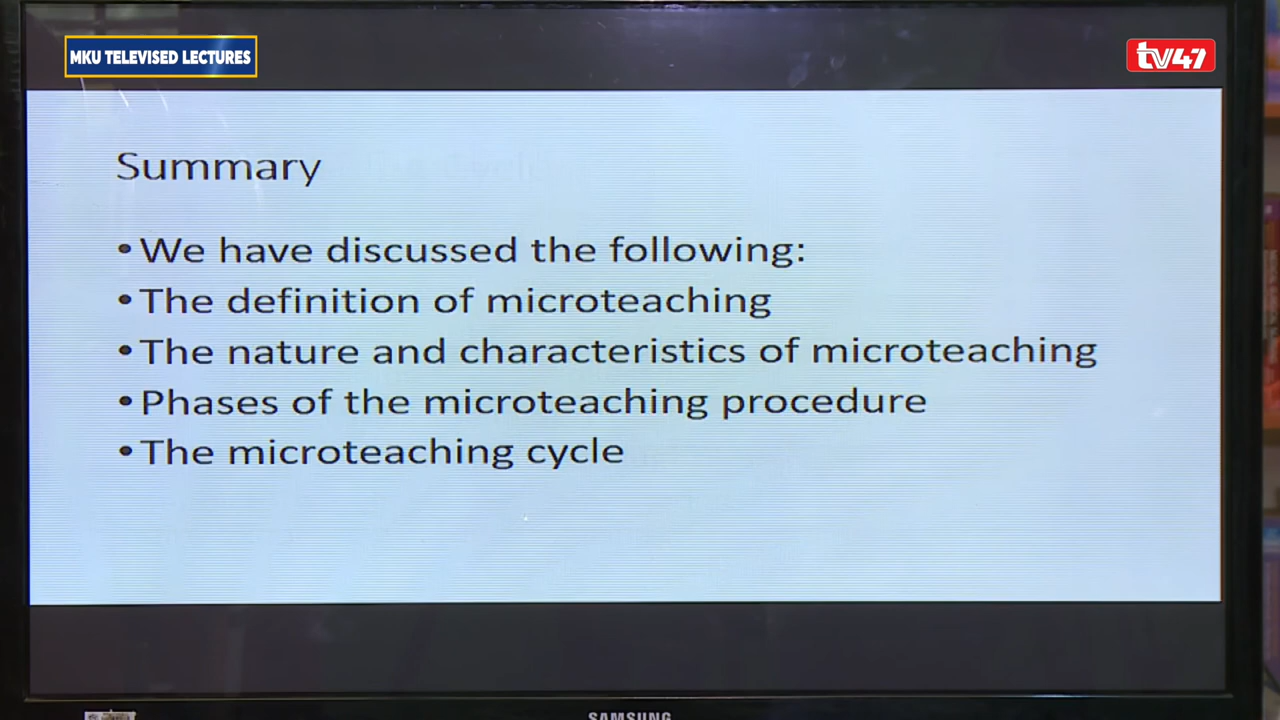 MKU TELEVISED LECTURES
tv47
Summary
• We have discussed the following:
• The definition of microteaching
• The nature and characteristics of microteaching
• Phases of the microteaching procedure
• The microteaching cycle
SAMSUNG